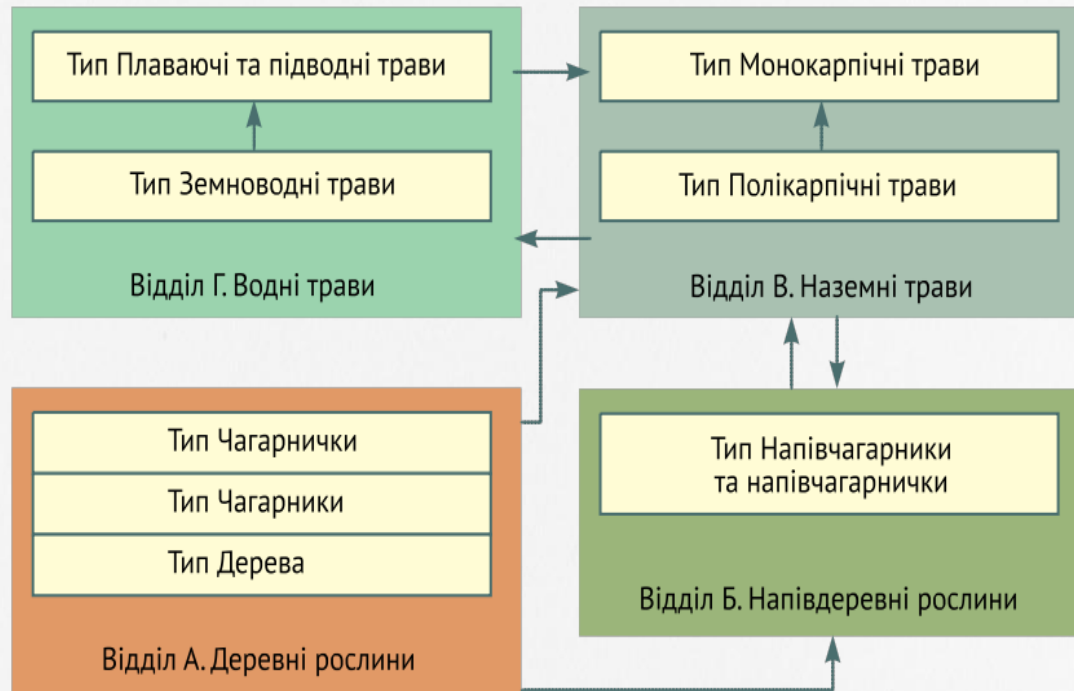 Тип Плаваючі та підводні трави
Тип Земноводні трави
Відділ Г. Водні трави
Тип Монокарпічні трави
Тип Полікарпічні трави
Відділ В. Наземні трави
Тип Чагарнички
Тип Чагарники
Тип Дерева
Відділ А. Деревні рослини
Тип Напівчагарники
та напівчагарнички
Відділ Б. Напівдеревні рослини